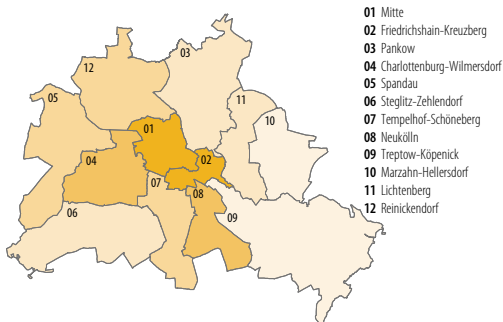 01 Mitte
02 Friedrichshain-Kreuzberg
03 Pankow
04 Charlottenburg-Wilmersdorf
05 Spandau
06 Steglitz-Zehlendorf
07 Tempelhof-Schöneberg
08 Neukölln
09 Treptow-Köpenick
10 Marzahn-Hellersdorf
11 Lichtenberg
12 Reinickendorf
03
12
05
11
10
01
02
04
07
08
06
09